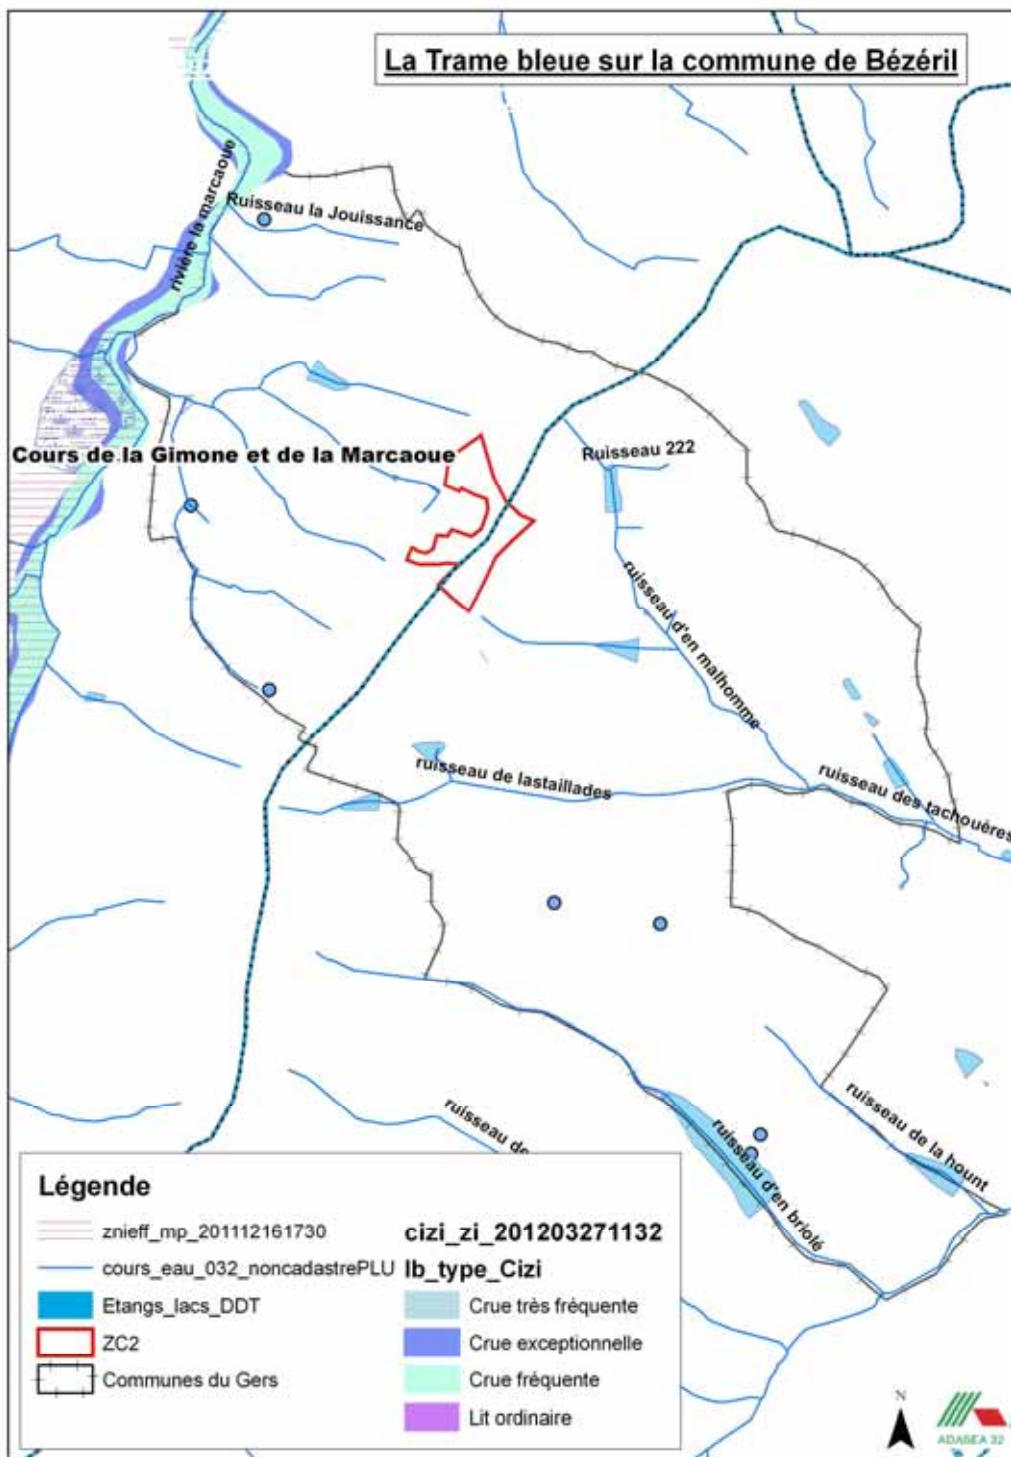 La Trame bleue sur la commune de Bézéril
rivière la marcaoue
Ruisseau la Jouissance
Cours de la Gimone et de la Marcaoue
Ruisseau 222
ruisseau d'en malhomme
ruisseau de lastaillades
ruisseau des tachouères
ruisseau de
ruisseau d'en briolé
ruisseau de la hount
Légende
znieff_mp_201112161730
cours_eau_032_noncadastrePLU
Etangs_lacs_DDT
ZC2
Communes du Gers
cizi_zi_201203271132
lb_type_Cizi
Crue très fréquente
Crue exceptionnelle
Crue fréquente
Lit ordinaire
N
ADASEA 32